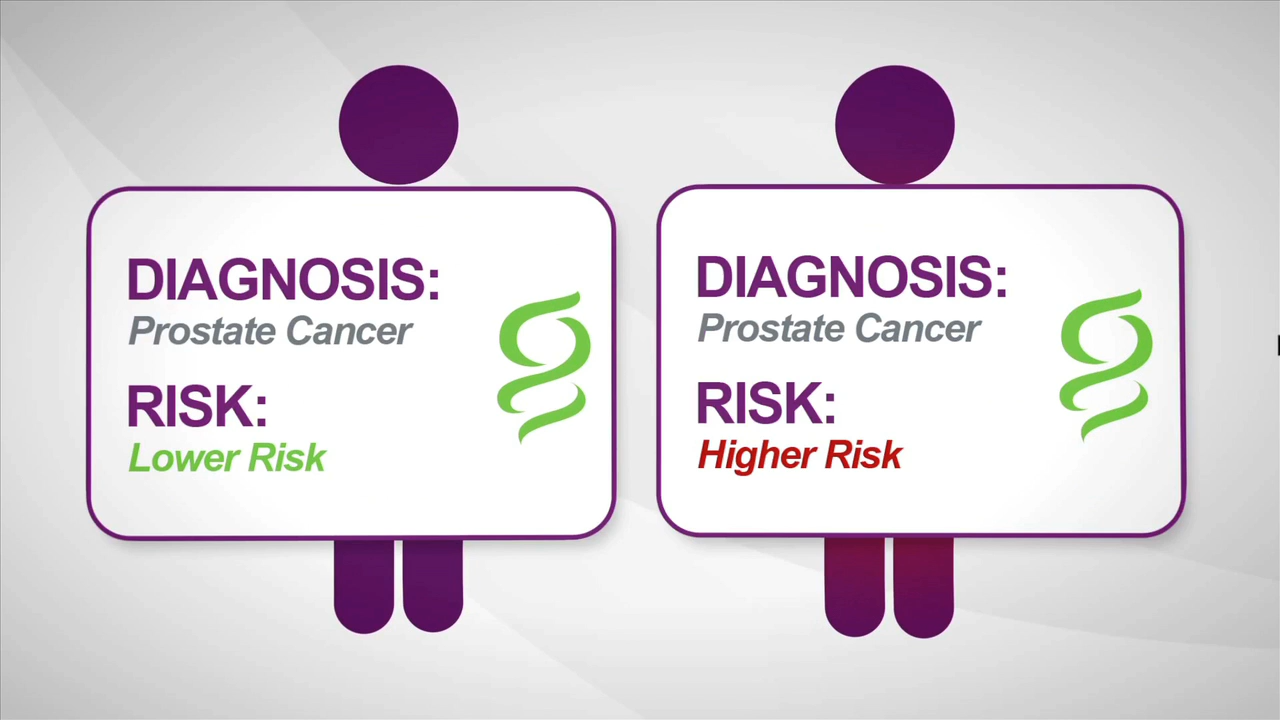 DIAGNOSIS:
Prostate Cancer
RISK:
Lower Risk
DIAGNOSIS:
Prostate Cancer
RISK:
Higher Risk